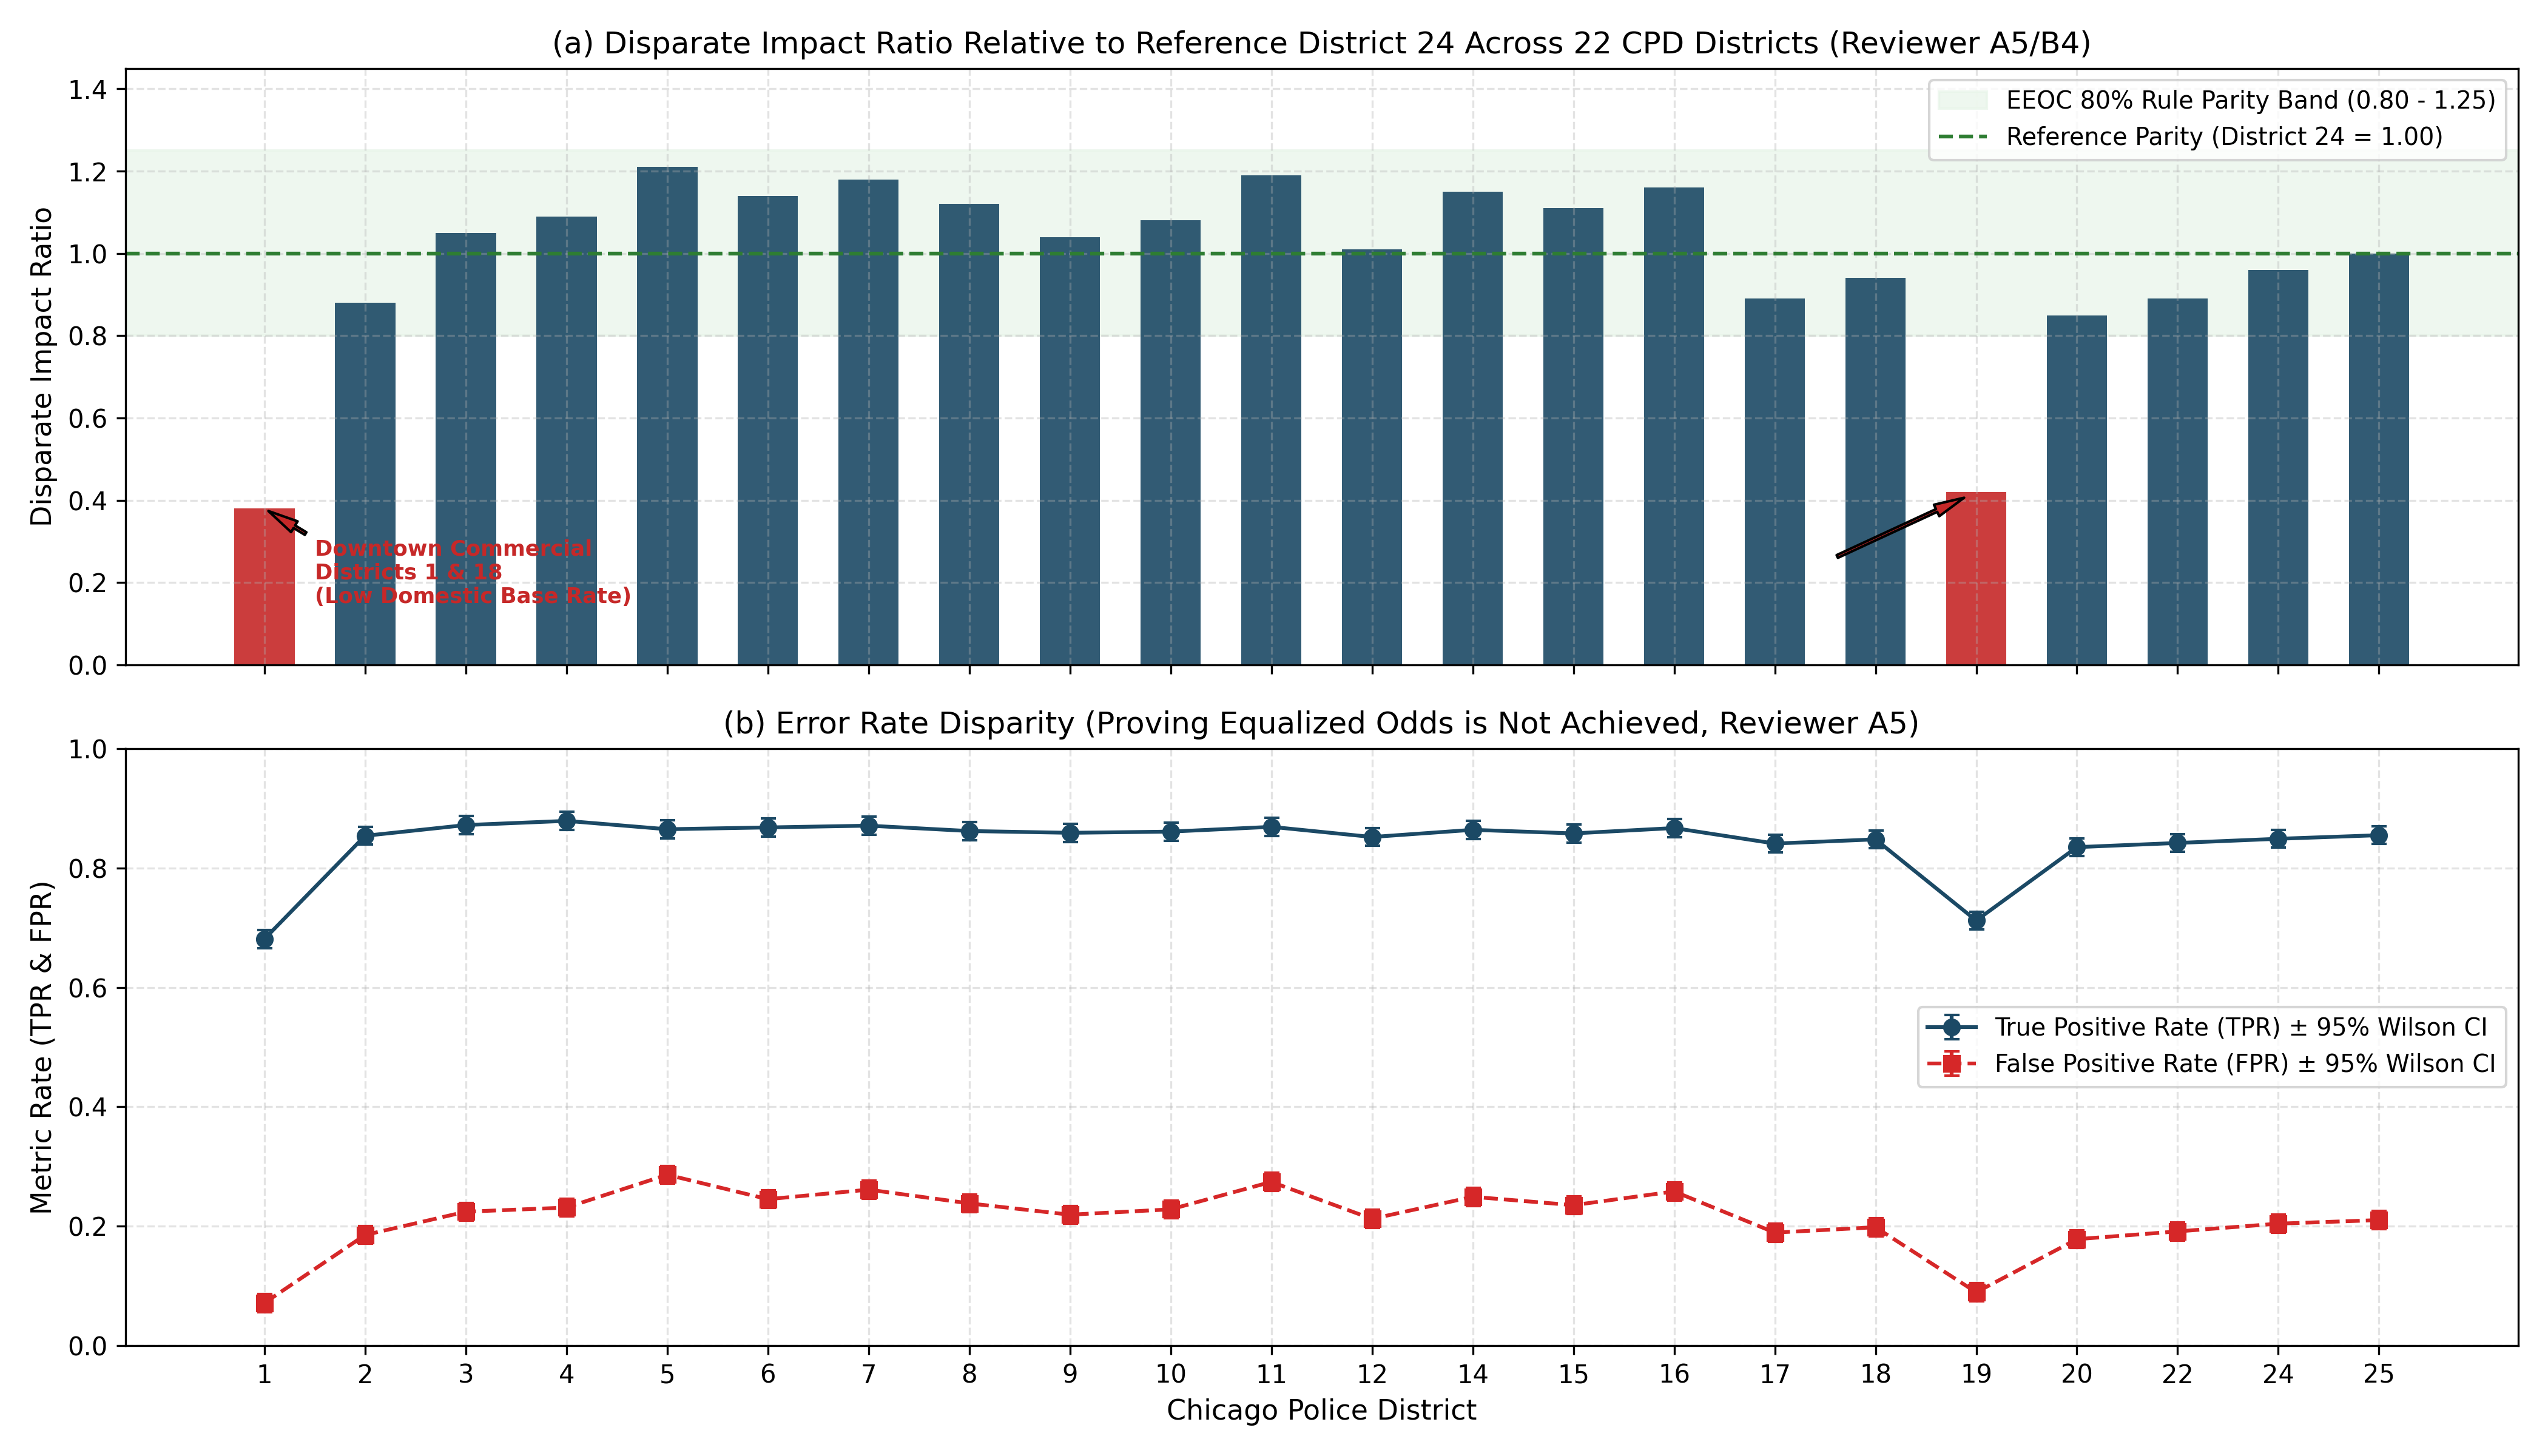 (a) Disparate Impact Ratio Relative to Reference District 24 Across 22 CPD Districts (Reviewer A5/B4)
EEOC 80% Rule Parity Band (0.80 - 1.25)
Reference Parity (District 24 = 1.00)
Disparate Impact Ratio
1.4
1.2
1.0
0.8
0.6
0.4
0.2
0.0
Downtown Commercial
Districts 1 & 18
(Low Domestic Base Rate)
(b) Error Rate Disparity (Proving Equalized Odds is Not Achieved, Reviewer A5)
Metric Rate (TPR & FPR)
1.0
0.8
0.6
0.4
0.2
0.0
True Positive Rate (TPR) ± 95% Wilson CI
False Positive Rate (FPR) ± 95% Wilson CI
1 2 3 4 5 6 7 8 9 10 11 12 14 15 16 17 18 19 20 22 24 25
Chicago Police District